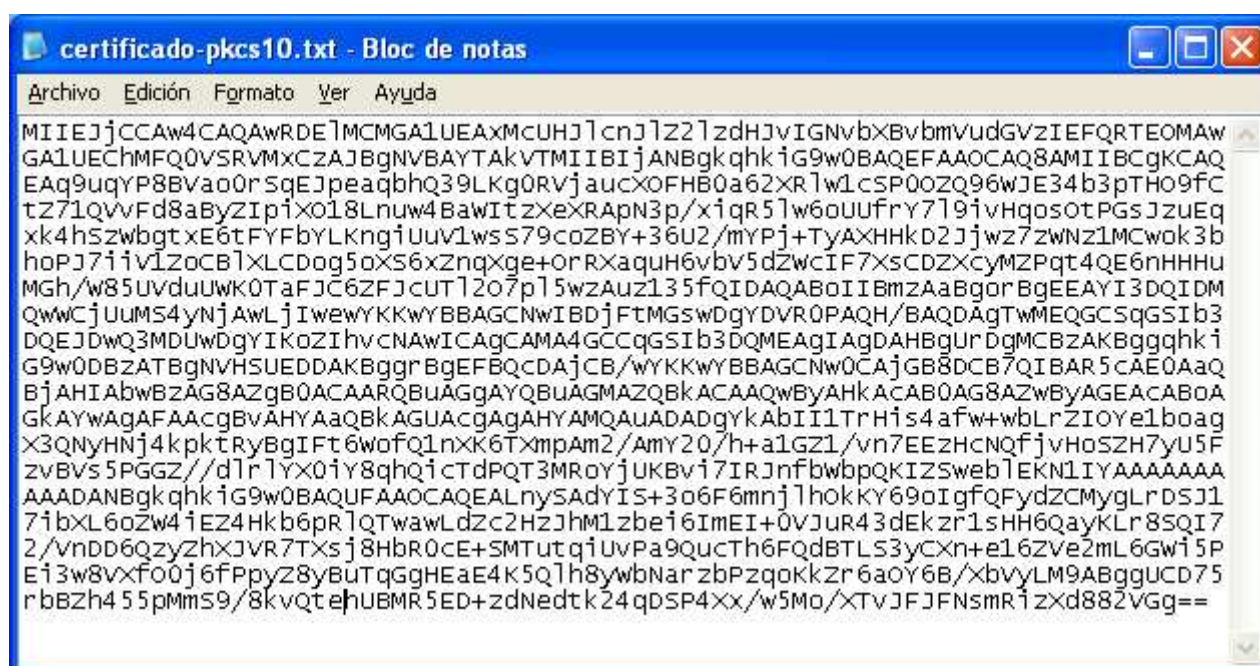 certificado-pkcs10.txt - Bloc de notas
Archivo Edición Formato Ver Ayuda
MIIEJjCCAw4CAQAwRDElMCMGA1UEAxMcUHJlcnJlZ2lzdHJvIGNvbXBvbmVudGVzIEFQRTEOMAw
GA1UEChMFQ0VSRVMxCzAJBgNVBAYTAkVTMIIBIjANBgkqhkiG9w0BAQEFAAOCAQ8AMIIBCgKCAQ
EAq9uqYP8BVao0rSqEJpeaqbhQ39LKg0RVjaucXOFHB0a62XRlw1cSP0OZQ96wJE34b3pTHO9fC
tZ71QVvFd8aByZIpiXO18Lnuw4BaWItzXeXRApN3p/xiqR5lw6oUUfrY7l9ivHqosOtPGsJzuEq
xk4hSzWbgtxE6tFYFbYLKngiUuV1wsS79coZBY+36U2/mYPj+TyAXHHkD2Jjwz7zwNz1MCwok3b
hoPJ7iiV1ZoCBlXLCDog5oXS6xZnqXge+OrRXaquH6vbV5dZwcIF7XsCDZXcyMZPqt4QE6nHHHu
MGh/W85UVduUWK0TaFJC6ZFJcUTl2O7pl5wzAuz135fQIDAQABoIIBmzAaBgorBgEEAYI3DQIDM
QwWCjUuMS4yNjAwLjIwewYKKwYBBAGCNwIBDjFtMGswDgYDVR0PAQH/BAQDAgTwMEQGCSqGSIb3
DQEJDwQ3MDUwDgYIKoZIhvcNAwICAgCAMA4GCCqGSIb3DQMEAgIAgDAHBgUrDgMCBzAKBggqhki
G9w0DBzATBgNVHSUEDDAKBggrBgEFBQcDAjCB/wYKKwYBBAGCNw0CAjGB8DCB7QIBAR5cAE0AaQ
BjAHIAbwBzAG8AZgB0ACAARQBuAGgAYQBuAGMAZQBkACAAQwByAHkAcAB0AG8AZwByAGEAcABoA
GkAYwAgAFAAcgBvAHYAaQBkAGUAcgAgAHYAMQAuADADgYkAbII1TrHis4afw+wbLrZIOYe1boag
X3QNyHNj4kpktRyBgIFt6WofQ1nXK6TXmpAm2/AmY2O/h+a1GZ1/vn7EEzHcNQfjvHoSZH7yU5F
zvBVs5PGGZ//dlrlYX0iY8qhQicTdPQT3MRoYjUKBvi7IRJnfbWbpQKIZSweblEKN1IYAAAAAAA
AAADANBgkqhkiG9w0BAQUFAAOCAQEALnySAdYIS+3o6F6mnjlhOkKY69oIgfQFydZCMygLrDSJ1
7ibXL6oZW4iEZ4Hkb6pRlQTwawLdZc2HzJhM1zbei6ImEI+0VJuR43dEkzr1sHH6QayKLr8SQI7
2/VnDD6QzyZhXJVR7TXsj8HbR0cE+SMTutqiUvPa9QucTh6FQdBTLS3yCXn+e16ZVe2mL6GWi5P
Ei3w8VXfO0j6fPpyZ8yBuTqGgHEaE4K5Qlh8ywbNarzbPzqoKkZr6aOY6B/XbVyLM9ABggUCD75
rbBZh455pMmS9/8kvQtehUBMR5ED+zdNedtk24qDSP4Xx/w5Mo/XTvJFJFNsmRizXd882VGg==